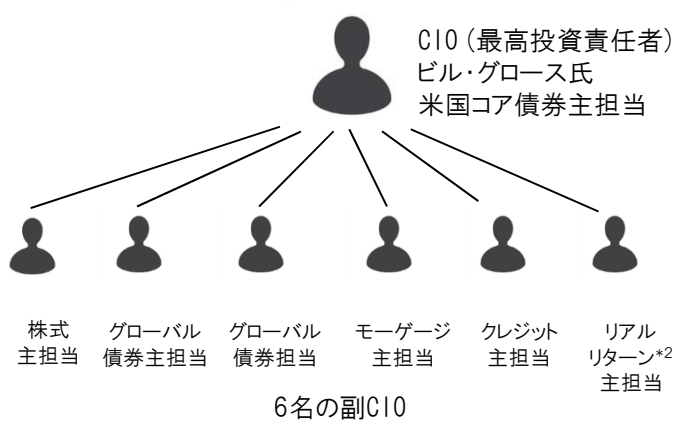 CIO（最高投資責任者）
ビル・グロース氏
米国コア債券主担当
株式
主担当
グローバル
債券主担当
グローバル
債券担当
モーゲージ
主担当
クレジット
主担当
リアル
リターン*2
主担当
6名の副CIO